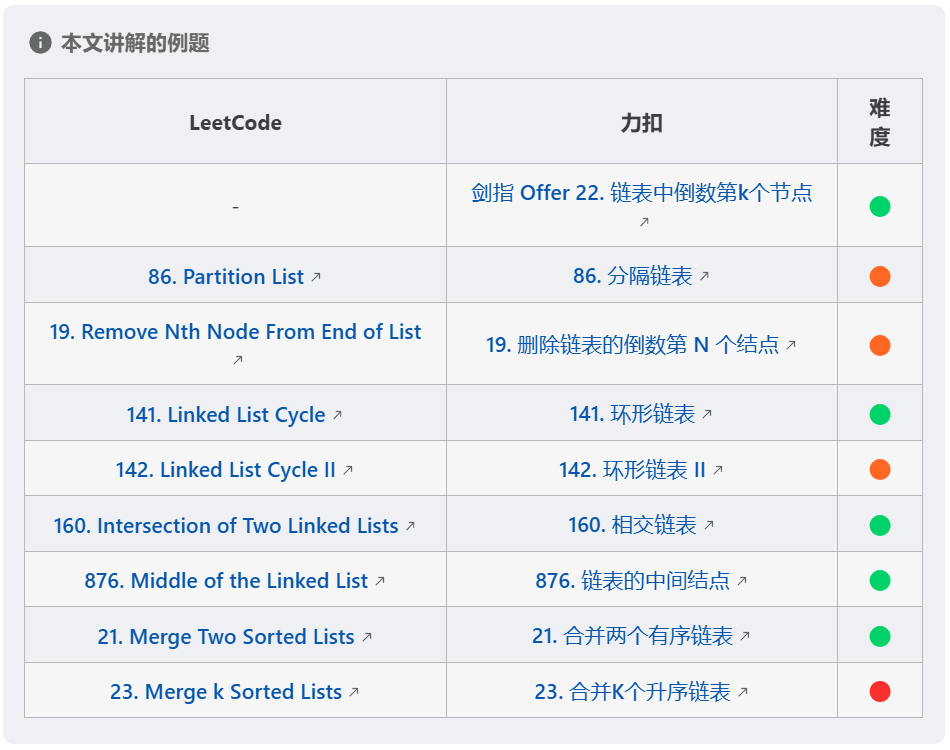 本文讲解的例题
LeetCode 力扣 难
度
- 剑指 Offer 22. 链表中倒数第k个节点
↗
86. Partition List ↗ 86. 分隔链表 ↗
19. Remove Nth Node From End of List
↗ 19. 删除链表的倒数第 N 个结点 ↗
141. Linked List Cycle ↗ 141. 环形链表 ↗
142. Linked List Cycle II ↗ 142. 环形链表 II ↗
160. Intersection of Two Linked Lists ↗ 160. 相交链表 ↗
876. Middle of the Linked List ↗ 876. 链表的中间结点 ↗
21. Merge Two Sorted Lists ↗ 21. 合并两个有序链表 ↗
23. Merge k Sorted Lists ↗ 23. 合并K个升序链表 ↗